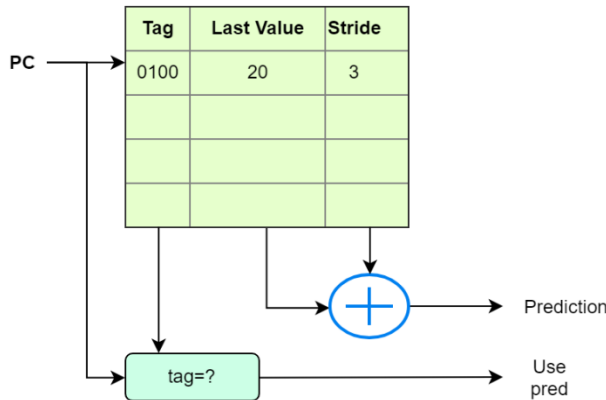 Tag Last Value Stride
PC
0100 20 3
Prediction
tag=?
Use
pred